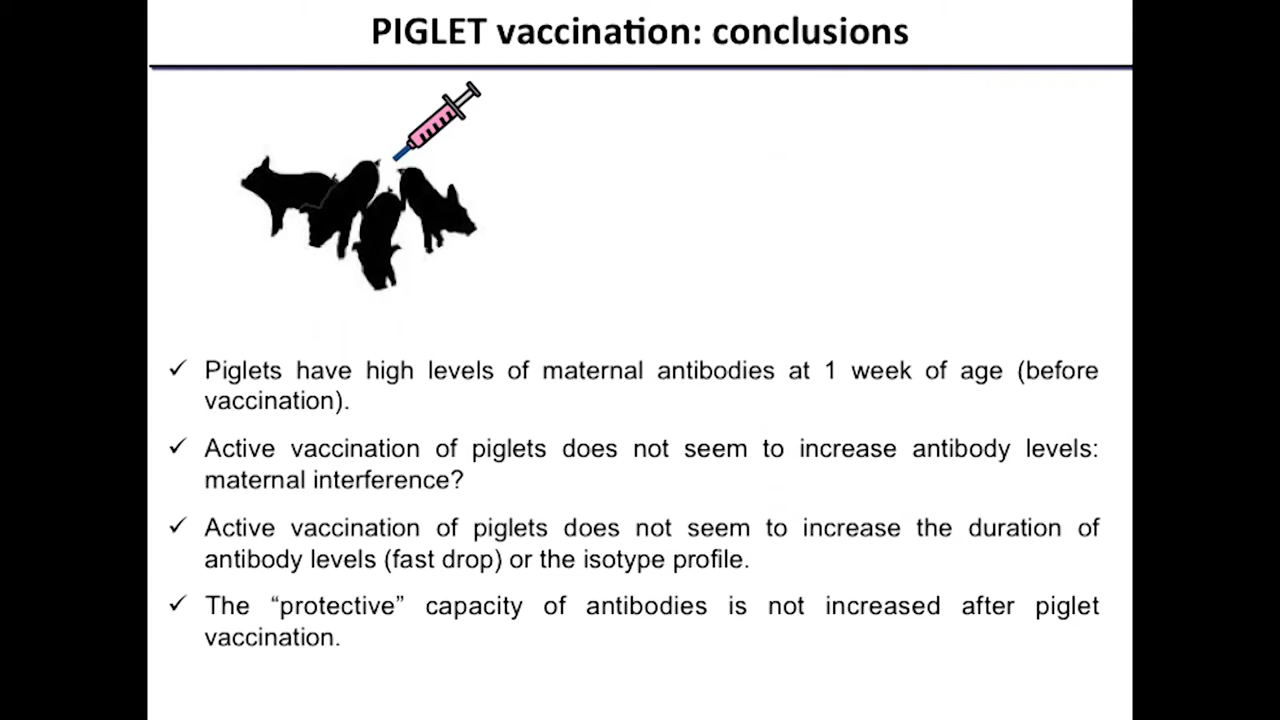 PIGLET vaccination: conclusions
✓ Piglets have high levels of maternal antibodies at 1 week of age (before
vaccination).
✓ Active vaccination of piglets does not seem to increase antibody levels:
maternal interference?
✓ Active vaccination of piglets does not seem to increase the duration of
antibody levels (fast drop) or the isotype profile.
✓ The “protective” capacity of antibodies is not increased after piglet
vaccination.